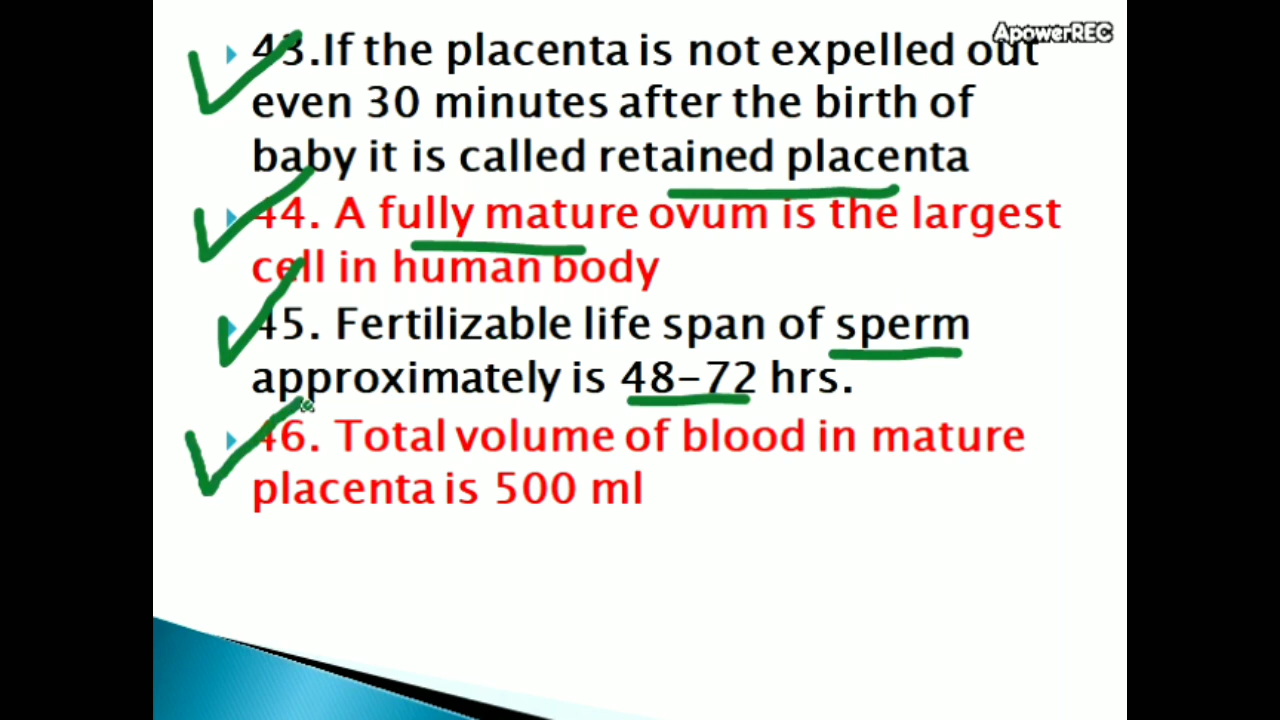 ApowerREC
43.If the placenta is not expelled out
even 30 minutes after the birth of
baby it is called retained placenta
44. A fully mature ovum is the largest
cell in human body
45. Fertilizable life span of sperm
approximately is 48-72 hrs.
46. Total volume of blood in mature
placenta is 500 ml